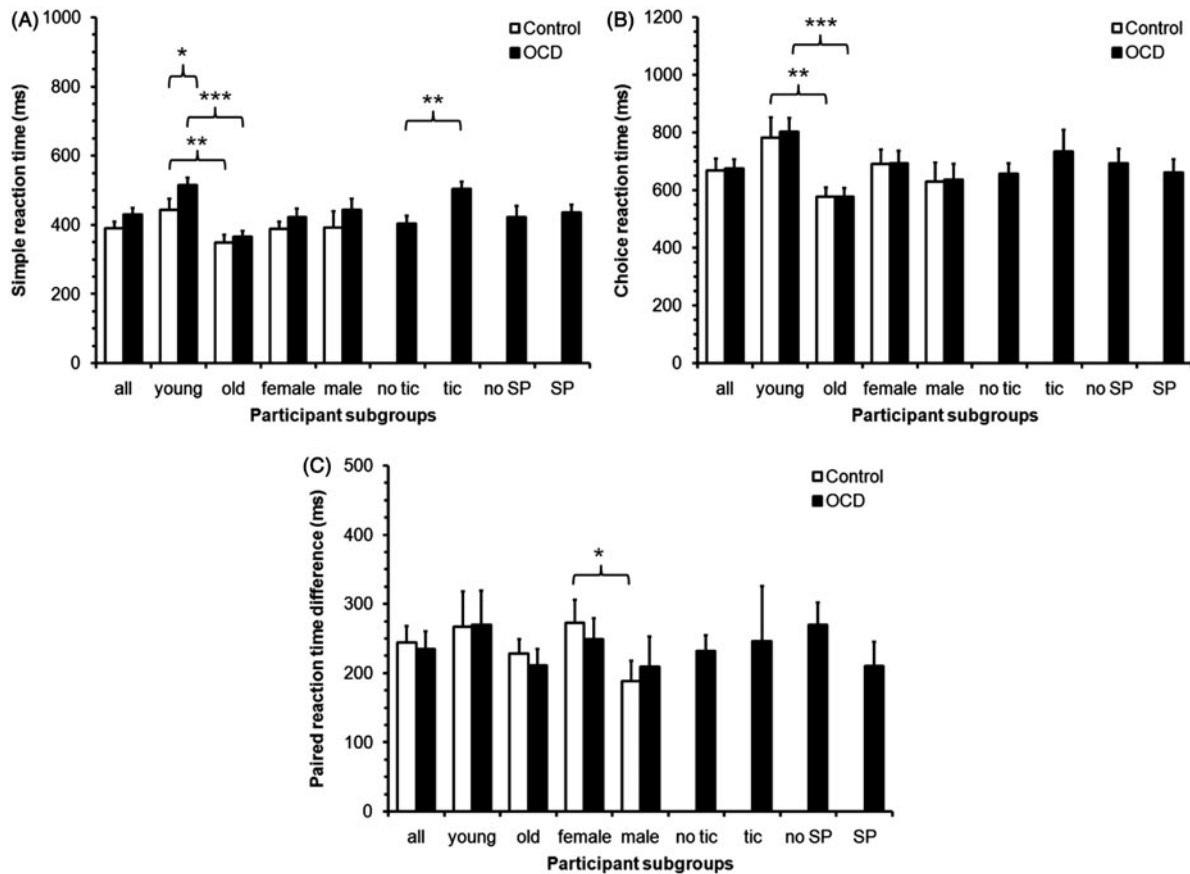 (A)
1000
800
600
400
200
0
Simple reaction time (ms)
Control
OCD
*
***
**
**
all young old female male no tic tic no SP SP
Participant subgroups
(B)
1200
1000
800
600
400
200
0
Choice reaction time (ms)
Control
OCD
***
**
all young old female male no tic tic no SP SP
Participant subgroups
(C)
500
400
300
200
100
0
Paired reaction time difference (ms)
Control
OCD
*
all young old female male no tic tic no SP SP
Participant subgroups